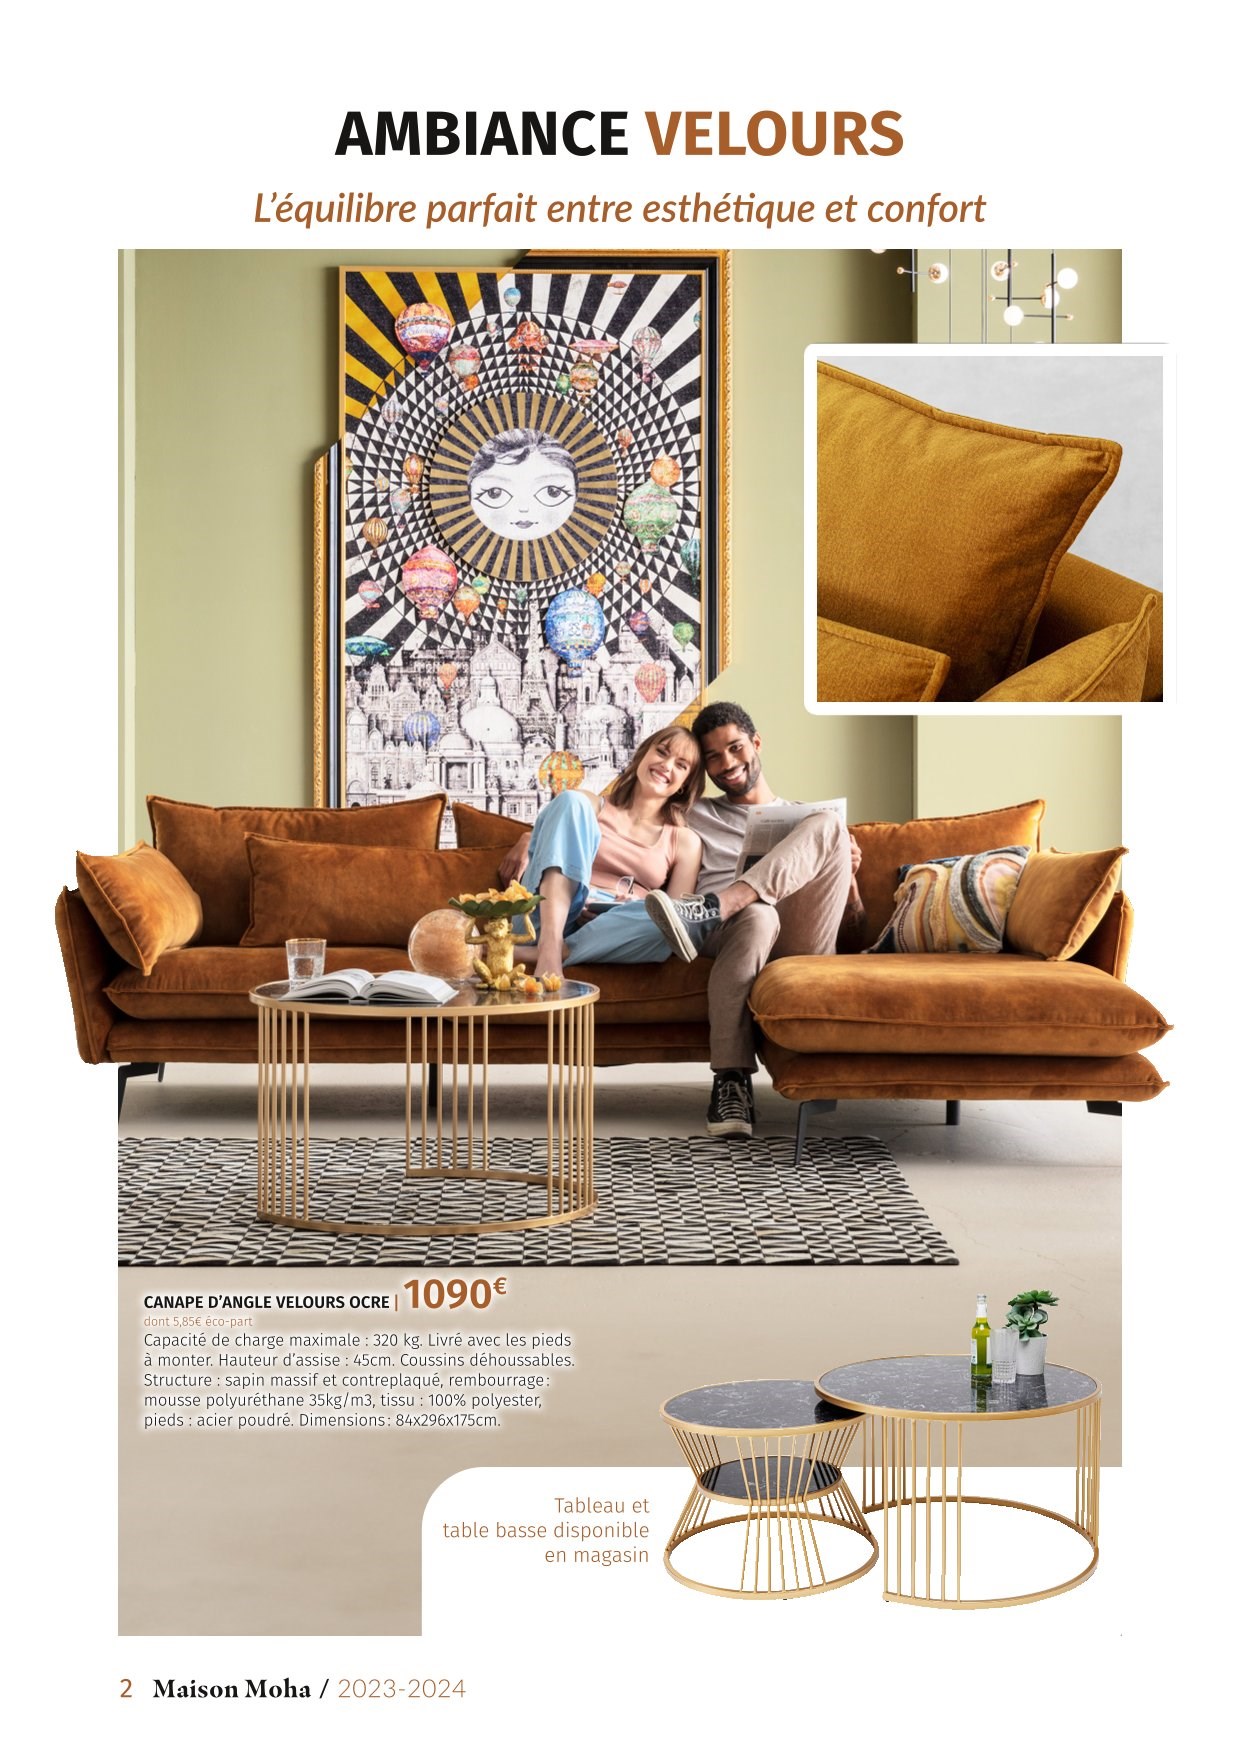 AMBIANCE VELOURS
L'équilibre parfait entre esthétique et confort
CANAPE D'ANGLE VELOURS OCRE | 1090€
dont 5,85€ éco-part
Capacité de charge maximale : 320 kg. Livré avec les pieds
à monter. Hauteur d'assise : 45cm. Coussins déhoussables.
Structure : sapin massif et contreplaqué, rembourrage :
mousse polyuréthane 35kg/m3, tissu : 100% polyester,
pieds : acier poudré. Dimensions : 84x296x175cm.
Tableau et
table basse disponible
en magasin
2 Maison Moha / 2023-2024